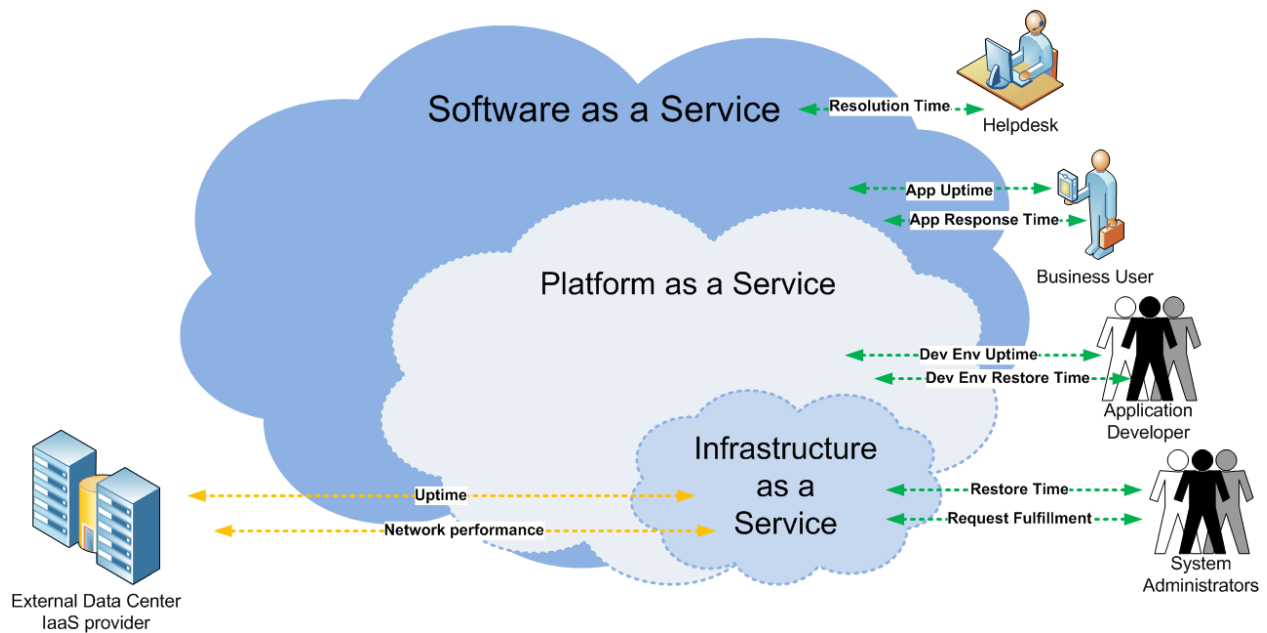 Software as a Service
Resolution Time
Helpdesk
App Uptime
App Response Time
Business User
Platform as a Service
Dev Env Uptime
Dev Env Restore Time
Application
Developer
Infrastructure
as a
Service
Uptime
Network performance
Restore Time
Request Fulfillment
System
Administrators
External Data Center
IaaS provider